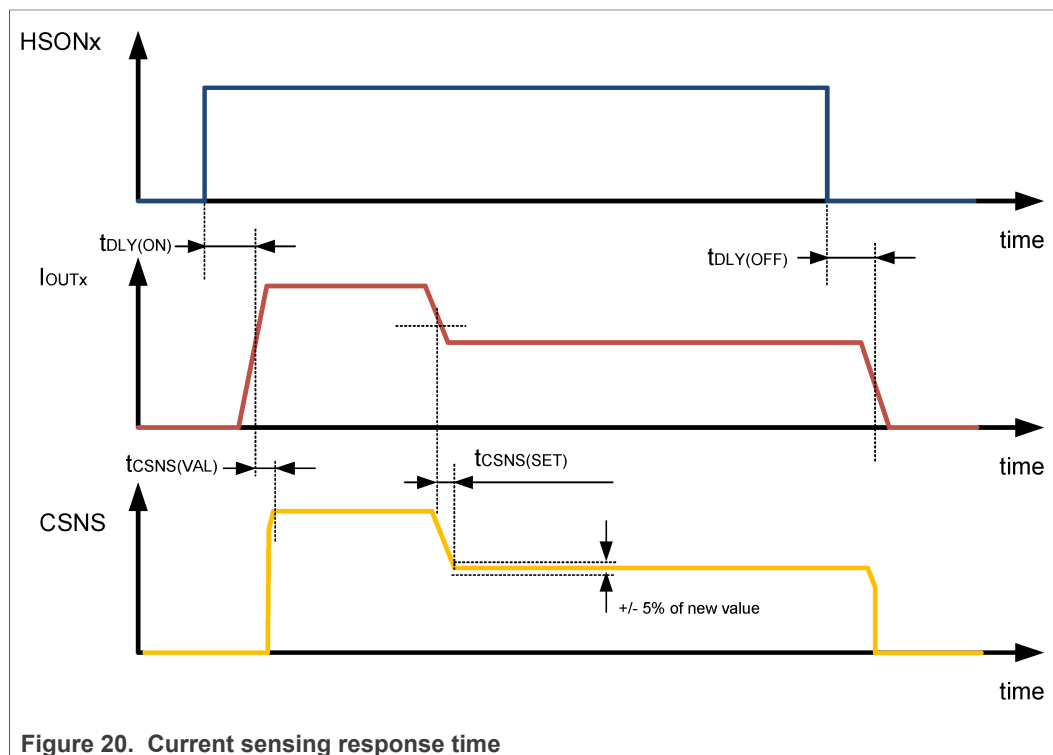 HSONx
time
tDLY(ON)
tDLY(OFF)
IOUTx
time
tCSNS(VAL)
tCSNS(SET)
CSNS
+/- 5% of new value
time
Figure 20. Current sensing response time